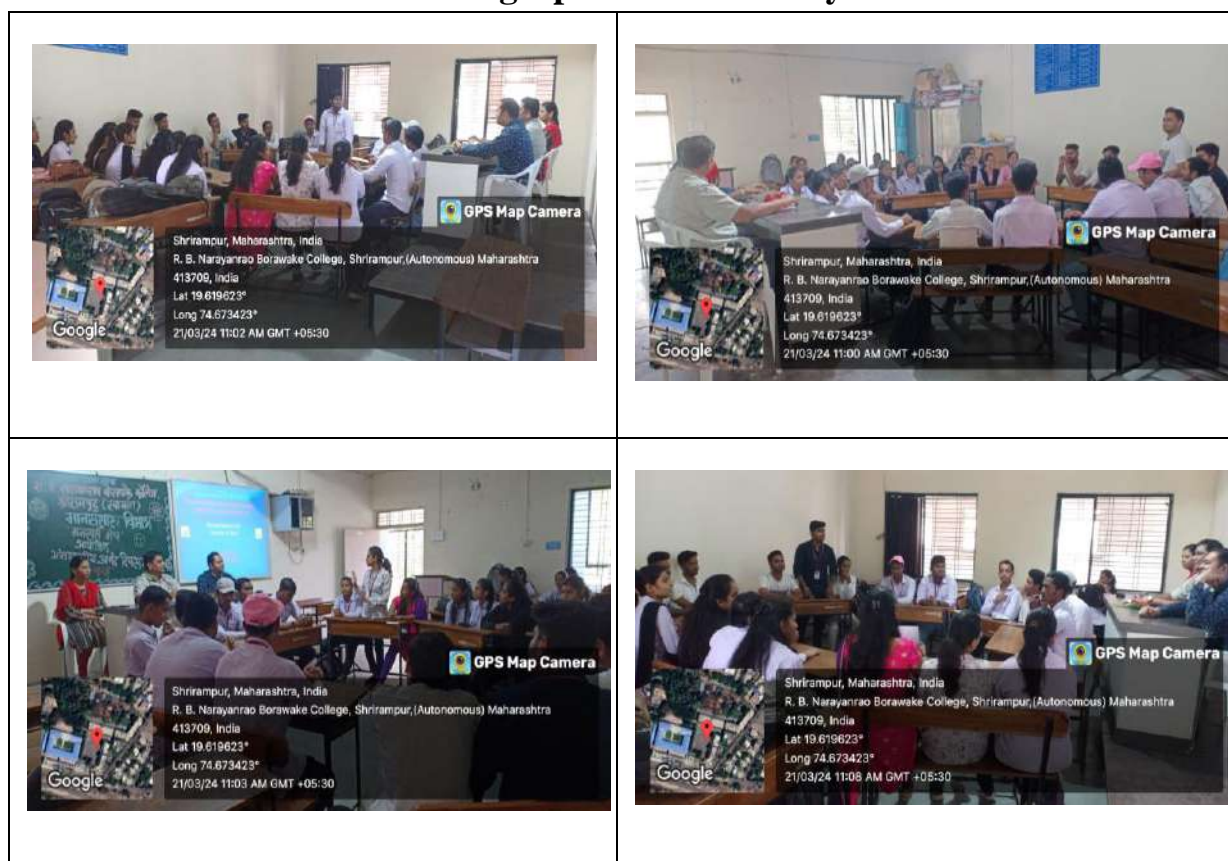 GPS Map Camera
Shrirampur, Maharashtra, India
R. B. Narayanrao Borawake College, Shrirampur,(Autonomous) Maharashtra
413709, India
Lat 19.619623°
Long 74.673423°
21/03/24 11:02 AM GMT +05:30
Google
GPS Map Camera
Shrirampur, Maharashtra, India
R. B. Narayanrao Borawake College, Shrirampur,(Autonomous) Maharashtra
413709, India
Lat 19.619623°
Long 74.673423°
21/03/24 11:00 AM GMT +05:30
Google
मानसशास्त्र विभाग
GPS Map Camera
Shrirampur, Maharashtra, India
R. B. Narayanrao Borawake College, Shrirampur,(Autonomous) Maharashtra
413709, India
Lat 19.619623°
Long 74.673423°
21/03/24 11:03 AM GMT +05:30
Google
GPS Map Camera
Shrirampur, Maharashtra, India
R. B. Narayanrao Borawake College, Shrirampur,(Autonomous) Maharashtra
413709, India
Lat 19.619623°
Long 74.673423°
21/03/24 11:08 AM GMT +05:30
Google